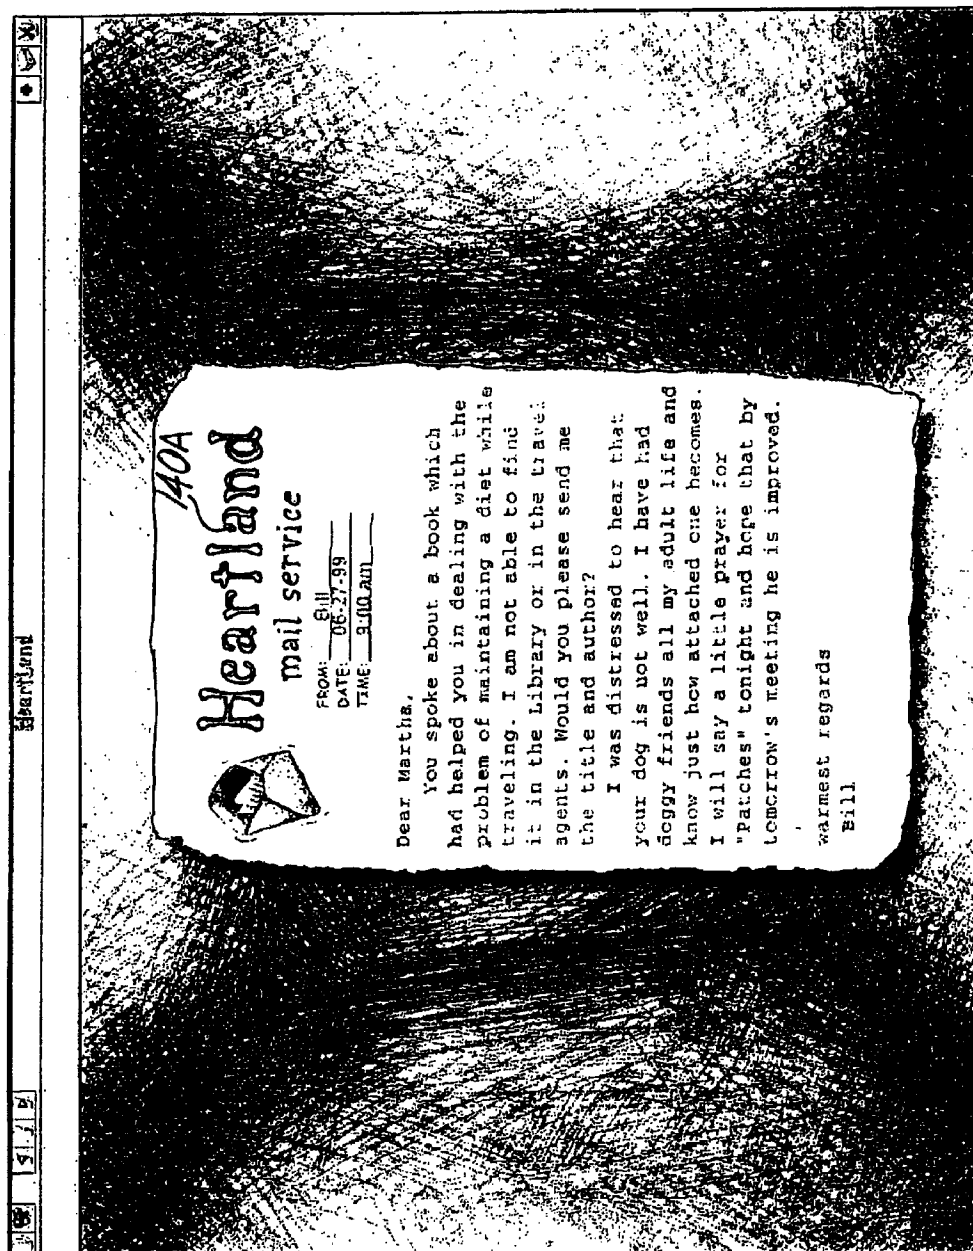 Heartland
140A
Heartland
mail service
FROM: Bill
DATE: 06-27-99
TIME: 9:00 am
Dear Martha,
You spoke about a book which
had helped you in dealing with the
problem of maintaining a diet while
traveling. I am not able to find
it in the Library or in the travel
agents. Would you please send me
the title and author?
I was distressed to hear that
your dog is not well. I have had
doggy friends all my adult life and
know just how attached one becomes.
I will say a little prayer for
"Patches" tonight and hope that by
tomorrow's meeting he is improved.
warmest regards
Bill